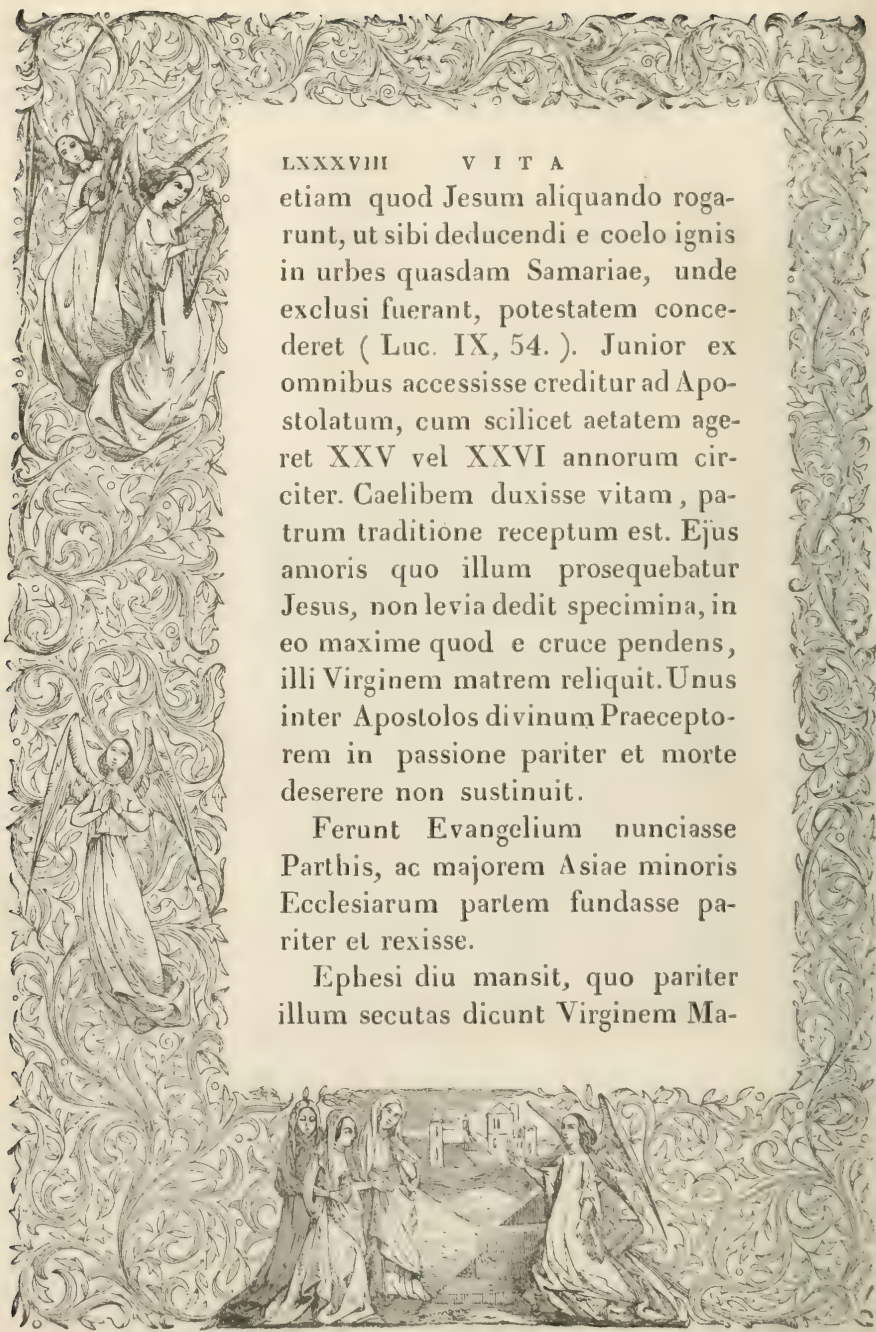 LXXXVIII V I T A
etiam quod Jesum aliquando roga-
runt, ut sibi deducendi e coelo ignis
in urbes quasdam Samariae, unde
exclusi fuerant, potestatem conce-
deret ( Luc. IX, 54. ). Junior ex
omnibus accessisse creditur ad Apo-
stolatum, cum scilicet aetatem age-
ret XXV vel XXVI annorum cir-
citer. Caelibem duxisse vitam, pa-
trum traditione receptum est. Ejus
amoris quo illum prosequebatur
Jesus, non levia dedit specimina, in
eo maxime quod e cruce pendens,
illi Virginem matrem reliquit. Unus
inter Apostolos divinum Praecepto-
rem in passione pariter et morte
deserere non sustinuit.
Ferunt Evangelium nunciasse
Parthis, ac majorem Asiae minoris
Ecclesiarum partem fundasse pa-
riter et rexisse.
Ephesi diu mansit, quo pariter
illum secutas dicunt Virginem Ma-